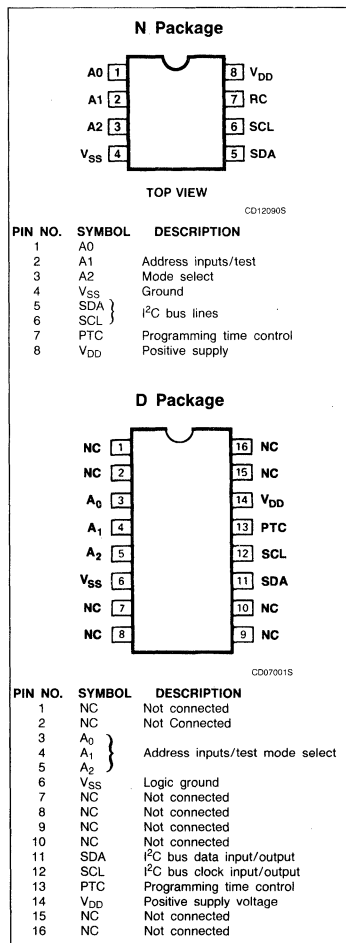 N Package
A0 1 8 VDD
A1 2 7 RC
A2 3 6 SCL
VSS 4 5 SDA
TOP VIEW
CD12090S
PIN NO. SYMBOL DESCRIPTION
1 A0
2 A1 Address inputs/test
3 A2 Mode select
4 VSS Ground
5 SDA } I²C bus lines
6 SCL
7 PTC Programming time control
8 VDD Positive supply
D Package
NC 1 16 NC
NC 2 15 NC
A0 3 14 VDD
A1 4 13 PTC
A2 5 12 SCL
VSS 6 11 SDA
NC 7 10 NC
NC 8 9 NC
CD07001S
PIN NO. SYMBOL DESCRIPTION
1 NC Not connected
2 NC Not Connected
3 A0
4 A1 } Address inputs/test mode select
5 A2
6 VSS Logic ground
7 NC Not connected
8 NC Not connected
9 NC Not connected
10 NC Not connected
11 SDA I²C bus data input/output
12 SCL I²C bus clock input/output
13 PTC Programming time control
14 VDD Positive supply voltage
15 NC Not connected
16 NC Not connected